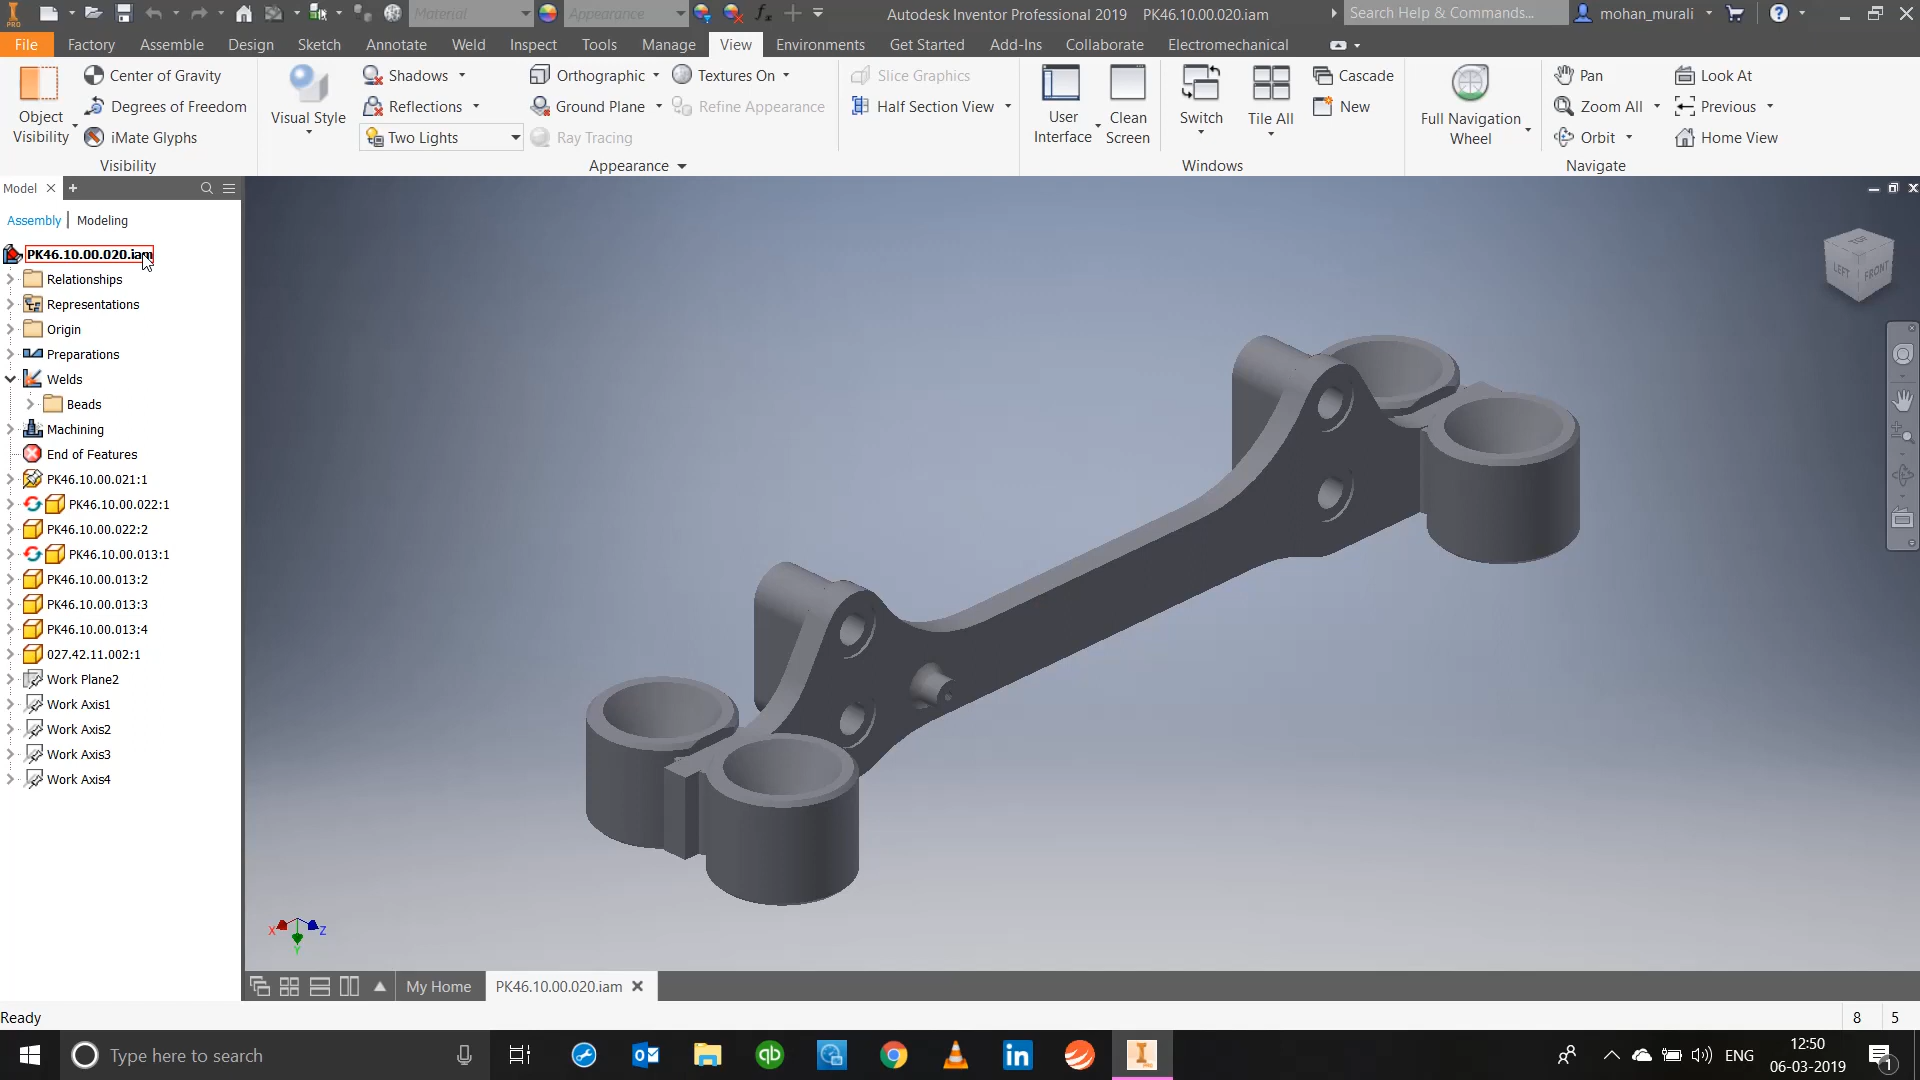 PRO Material Appearance fx Autodesk Inventor Professional 2019 PK46.10.00.020.iam Search Help & Commands... mohan_murali ?
File Factory Assemble Design Sketch Annotate Weld Inspect Tools Manage View Environments Get Started Add-Ins Collaborate Electromechanical
Object Visibility
Center of Gravity
Degrees of Freedom
iMate Glyphs
Visibility
Visual Style
Shadows
Reflections
Two Lights
Orthographic
Ground Plane
Ray Tracing
Textures On
Refine Appearance
Appearance
Slice Graphics
Half Section View
User Interface
Clean Screen
Switch
Tile All
Cascade
New
Windows
Full Navigation Wheel
Pan
Zoom All
Orbit
Look At
Previous
Home View
Navigate
Model
Assembly | Modeling
PK46.10.00.020.iam
Relationships
Representations
Origin
Preparations
Welds
Beads
Machining
End of Features
PK46.10.00.021:1
PK46.10.00.022:1
PK46.10.00.022:2
PK46.10.00.013:1
PK46.10.00.013:2
PK46.10.00.013:3
PK46.10.00.013:4
027.42.11.002:1
Work Plane2
Work Axis1
Work Axis2
Work Axis3
Work Axis4
TOP
LEFT FRONT
X Z
Y
My Home PK46.10.00.020.iam
Ready 8 5
Type here to search
ENG
12:50
06-03-2019
1